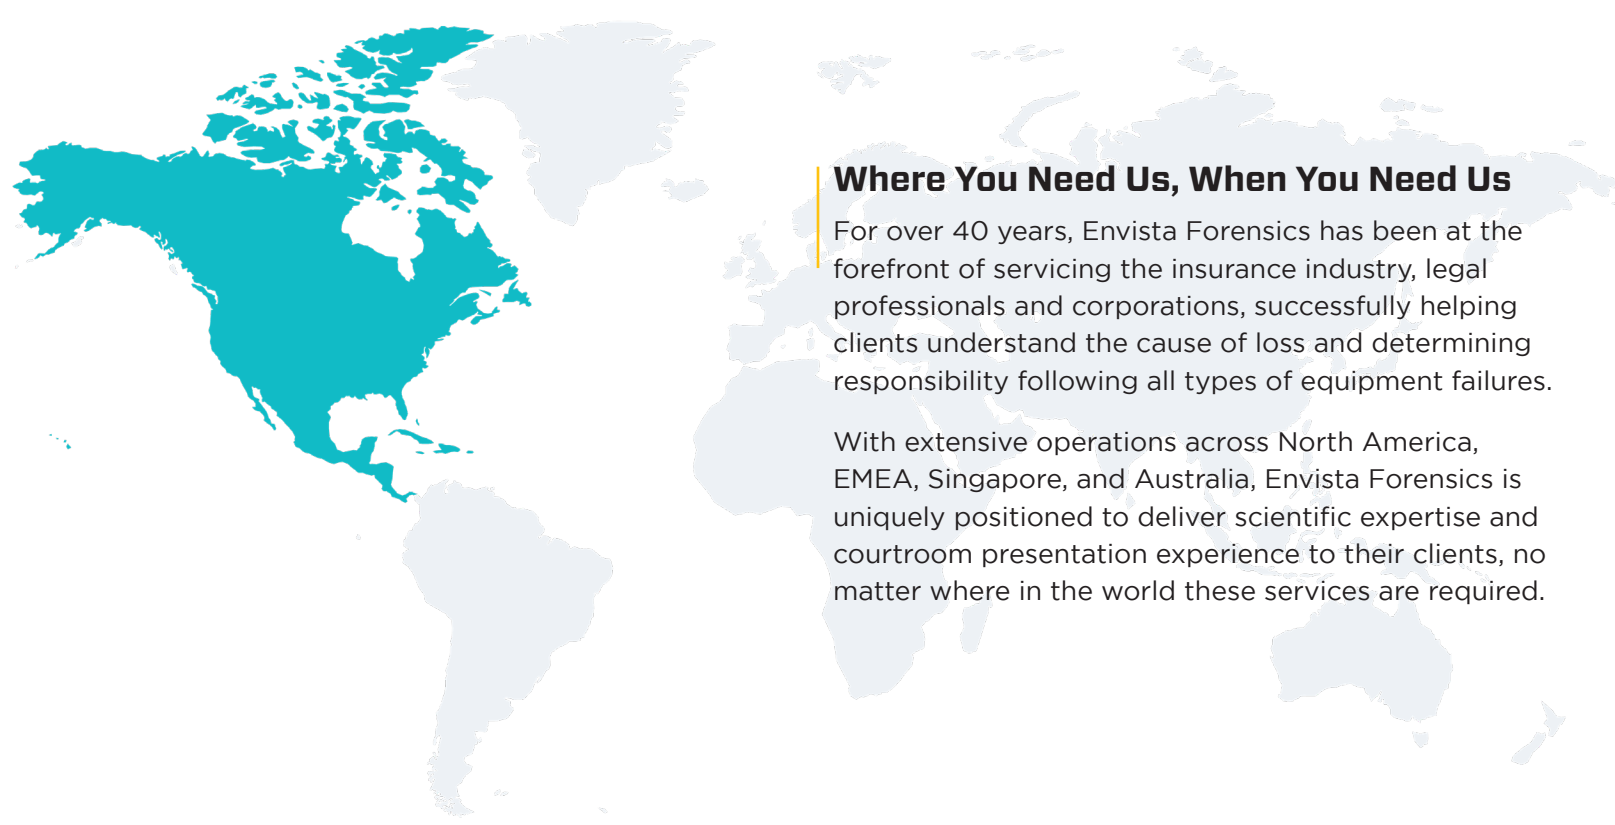 Where You Need Us, When You Need Us
For over 40 years, Envista Forensics has been at the
forefront of servicing the insurance industry, legal
professionals and corporations, successfully helping
clients understand the cause of loss and determining
responsibility following all types of equipment failures.
With extensive operations across North America,
EMEA, Singapore, and Australia, Envista Forensics is
uniquely positioned to deliver scientific expertise and
courtroom presentation experience to their clients, no
matter where in the world these services are required.